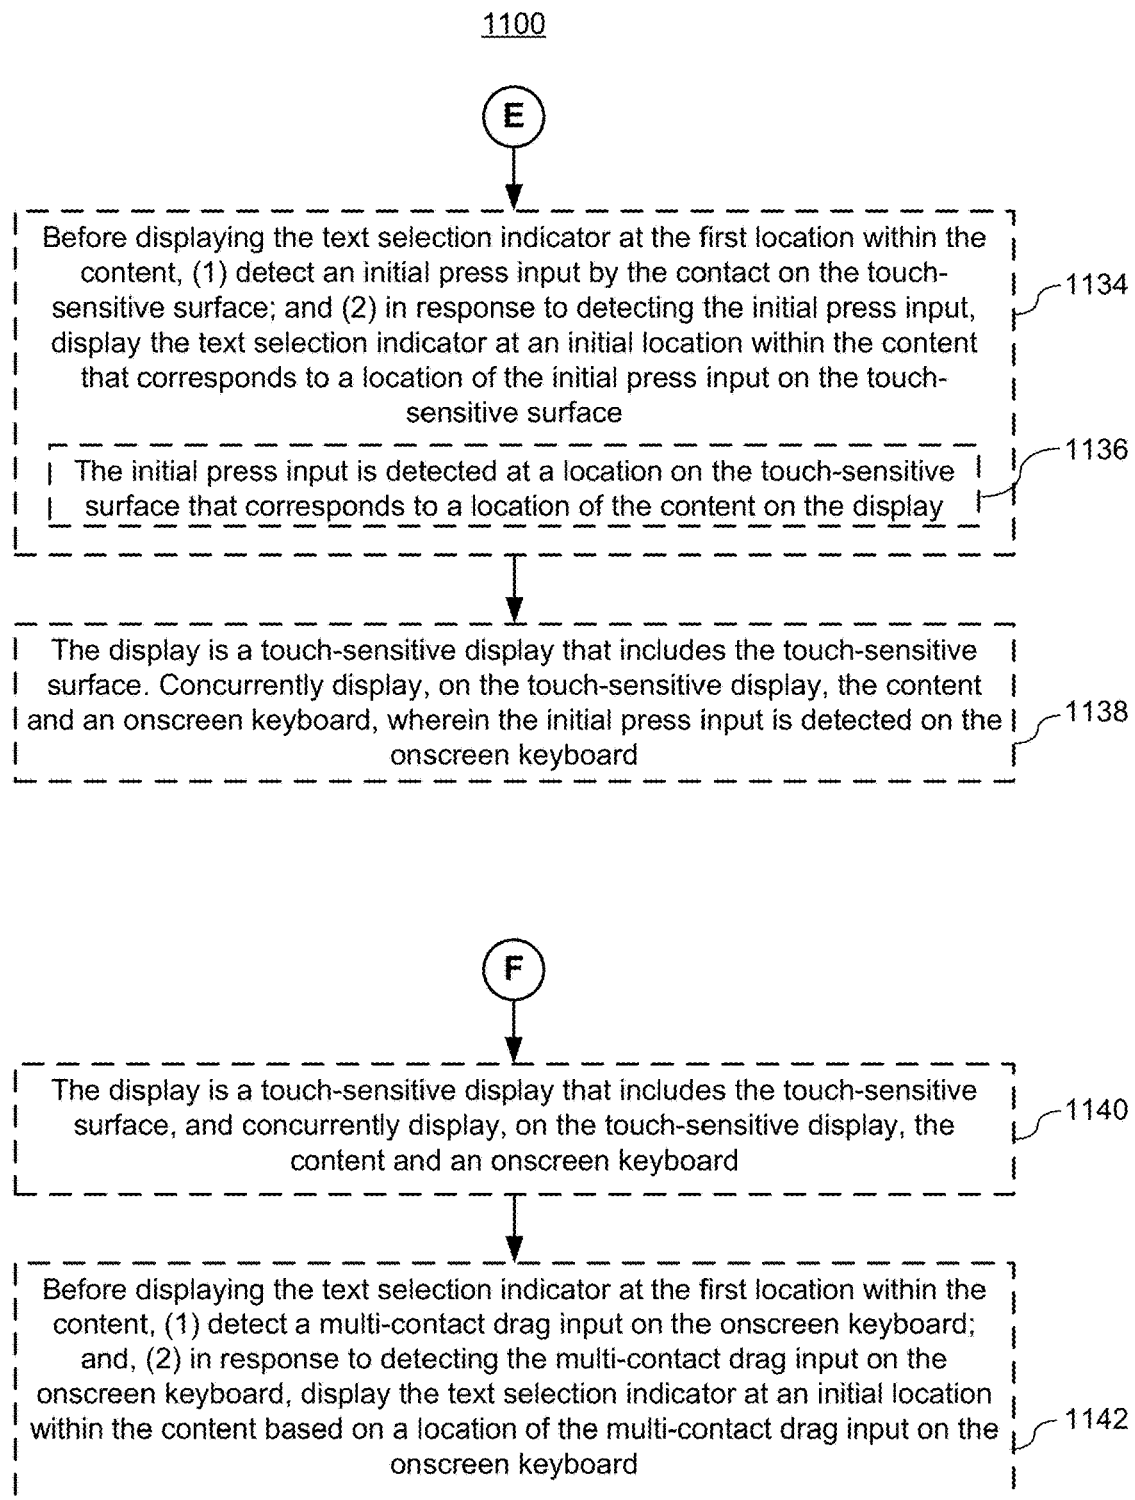 1100
E
Before displaying the text selection indicator at the first location within the
content, (1) detect an initial press input by the contact on the touch-
sensitive surface; and (2) in response to detecting the initial press input,
display the text selection indicator at an initial location within the content
that corresponds to a location of the initial press input on the touch-
sensitive surface
1134
The initial press input is detected at a location on the touch-sensitive
surface that corresponds to a location of the content on the display
1136
The display is a touch-sensitive display that includes the touch-sensitive
surface. Concurrently display, on the touch-sensitive display, the content
and an onscreen keyboard, wherein the initial press input is detected on the
onscreen keyboard
1138
F
The display is a touch-sensitive display that includes the touch-sensitive
surface, and concurrently display, on the touch-sensitive display, the
content and an onscreen keyboard
1140
Before displaying the text selection indicator at the first location within the
content, (1) detect a multi-contact drag input on the onscreen keyboard;
and, (2) in response to detecting the multi-contact drag input on the
onscreen keyboard, display the text selection indicator at an initial location
within the content based on a location of the multi-contact drag input on the
onscreen keyboard
1142